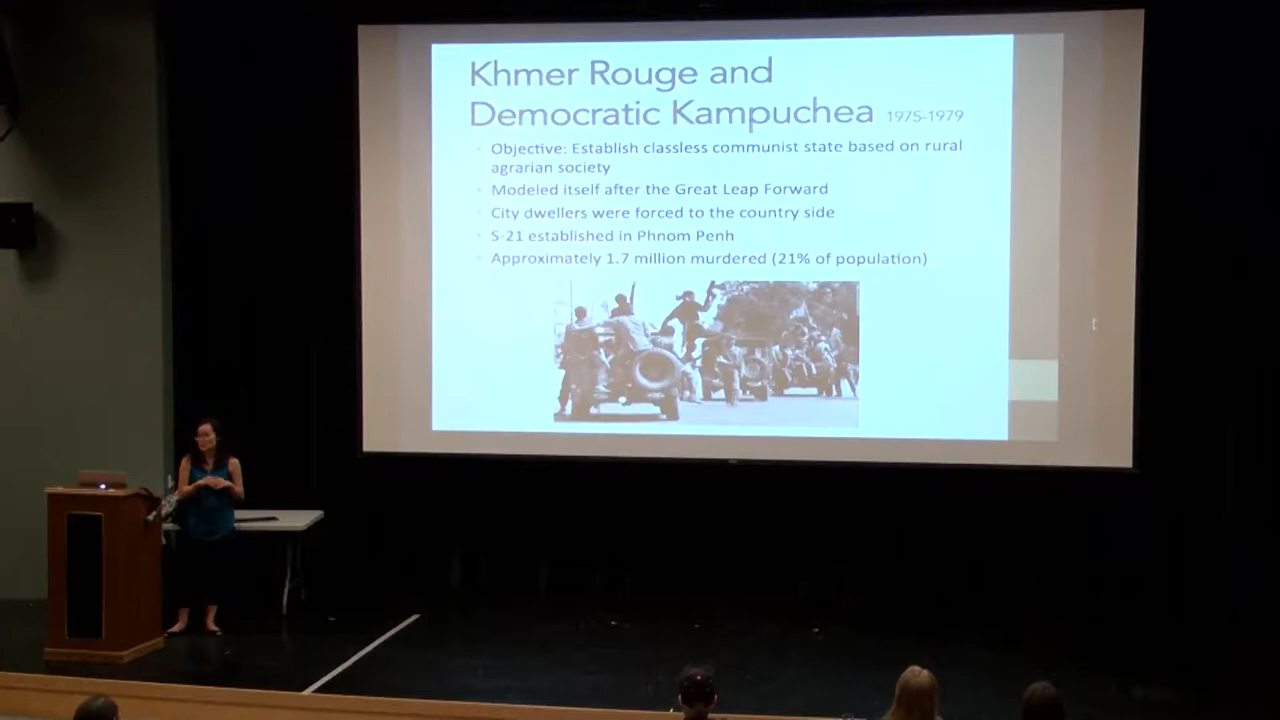 Khmer Rouge and
Democratic Kampuchea 1975-1979
Objective: Establish classless communist state based on rural
agrarian society
Modeled itself after the Great Leap Forward
City dwellers were forced to the country side
S-21 established in Phnom Penh
Approximately 1.7 million murdered (21% of population)